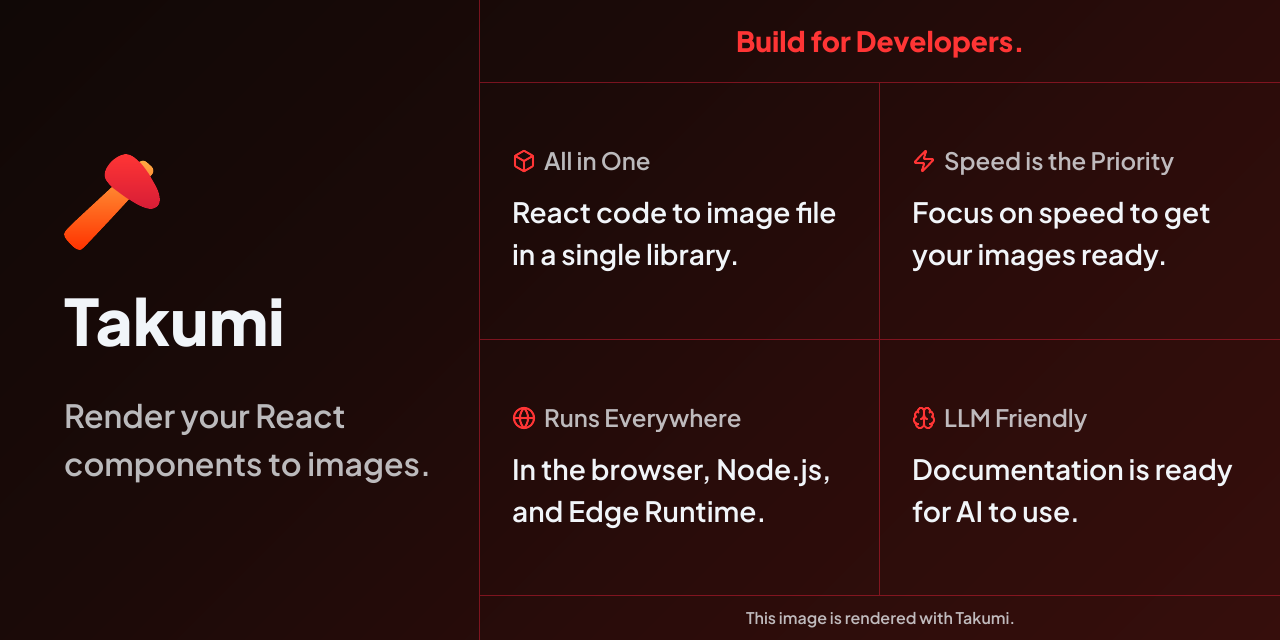 Takumi
Render your React
components to images.
Build for Developers.
All in One
React code to image file
in a single library.
Speed is the Priority
Focus on speed to get
your images ready.
Runs Everywhere
In the browser, Node.js,
and Edge Runtime.
LLM Friendly
Documentation is ready
for AI to use.
This image is rendered with Takumi.